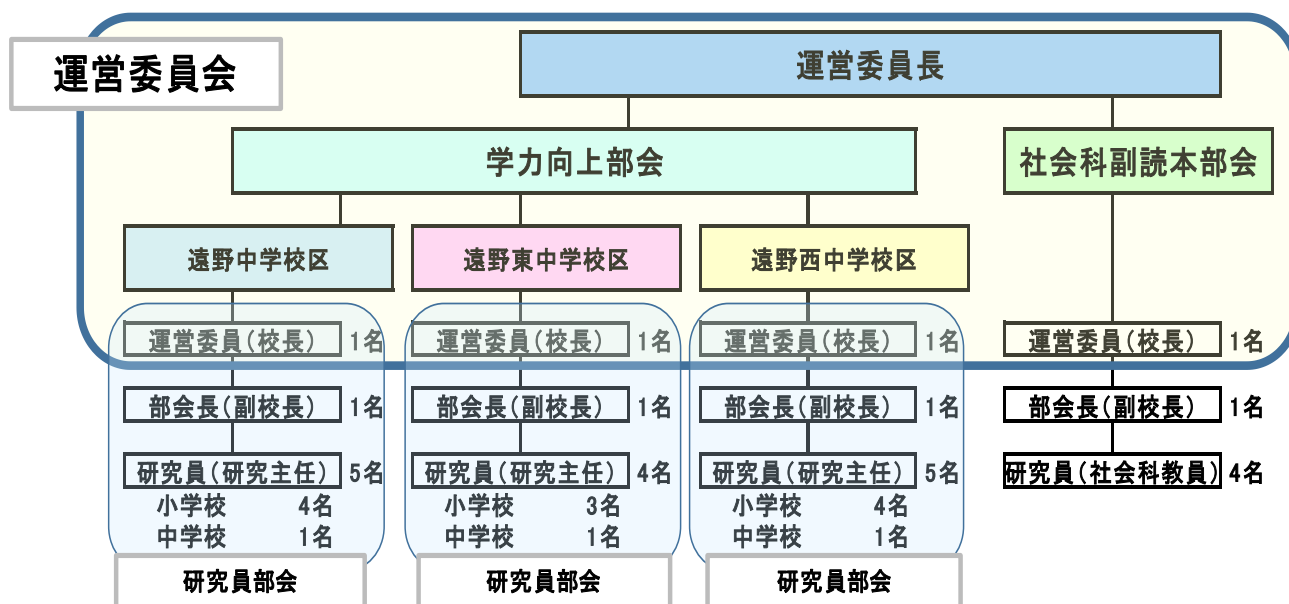 運営委員会
運営委員長
学力向上部会
社会科副読本部会
遠野中学校区
遠野東中学校区
遠野西中学校区
運営委員(校長) 1名
運営委員(校長) 1名
運営委員(校長) 1名
運営委員(校長) 1名
部会長(副校長) 1名
部会長(副校長) 1名
部会長(副校長) 1名
部会長(副校長) 1名
研究員(研究主任) 5名
研究員(研究主任) 4名
研究員(研究主任) 5名
研究員(社会科教員) 4名
小学校 4名
小学校 3名
小学校 4名
中学校 1名
中学校 1名
中学校 1名
研究員部会
研究員部会
研究員部会